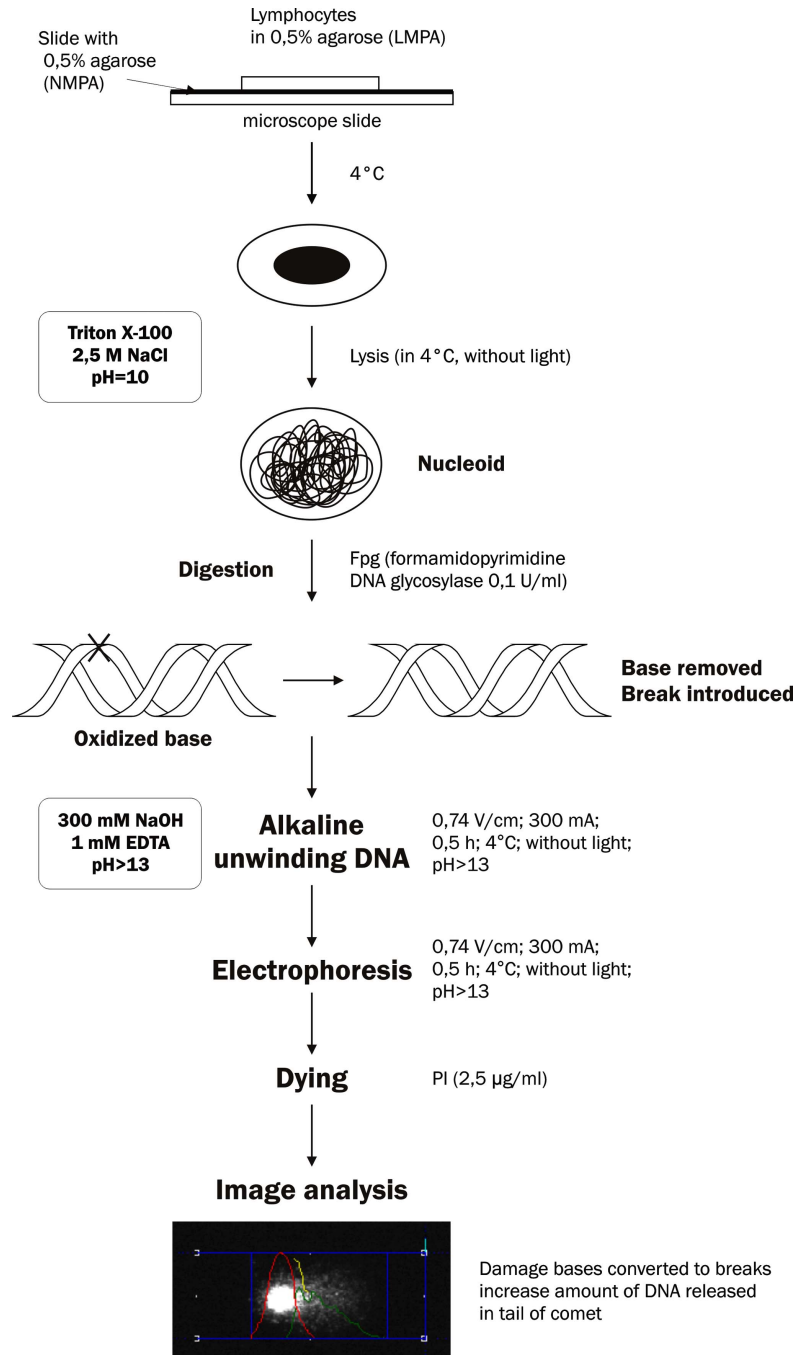 Lymphocytes
in 0,5% agarose (LMPA)
Slide with
0,5% agarose
(NMPA)
microscope slide
4°C
Triton X-100
2,5 M NaCl
pH=10
Lysis (in 4°C, without light)
Nucleoid
Digestion
Fpg (formamidopyrimidine
DNA glycosylase 0,1 U/ml)
Base removed
Break introduced
Oxidized base
300 mM NaOH
1 mM EDTA
pH>13
Alkaline
unwinding DNA
0,74 V/cm; 300 mA;
0,5 h; 4°C; without light;
pH>13
Electrophoresis
0,74 V/cm; 300 mA;
0,5 h; 4°C; without light;
pH>13
Dying
PI (2,5 µg/ml)
Image analysis
Damage bases converted to breaks
increase amount of DNA released
in tail of comet